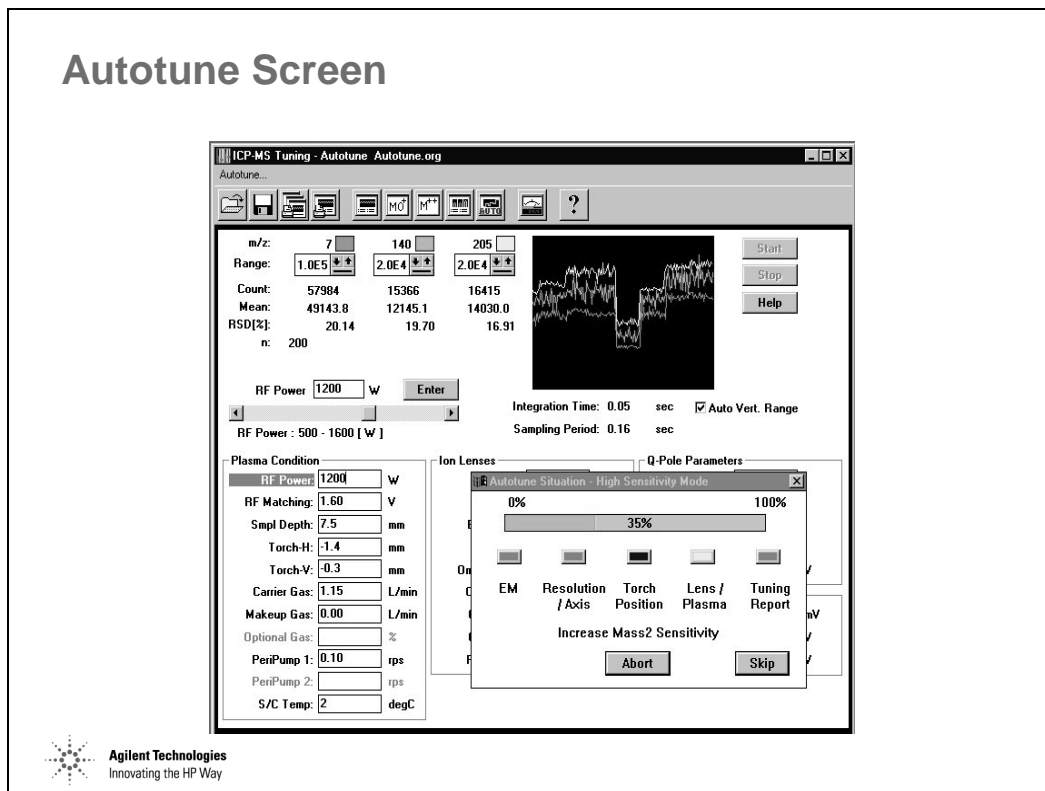 Autotune Screen
ICP-MS Tuning - Autotune Autotune.org
Autotune...
MO+ M++ AUTO ?
m/z: 7 140 205
Range: 1.0E5 2.0E4 2.0E4
Count: 57984 15366 16415
Mean: 49143.8 12145.1 14030.0
RSD[%]: 20.14 19.70 16.91
n: 200
Start
Stop
Help
RF Power 1200 W Enter
RF Power : 500 - 1600 [ W ]
Integration Time: 0.05 sec Auto Vert. Range
Sampling Period: 0.16 sec
Plasma Condition
RF Power: 1200 W
RF Matching: 1.60 V
Smpl Depth: 7.5 mm
Torch-H: -1.4 mm
Torch-V: -0.3 mm
Carrier Gas: 1.15 L/min
Makeup Gas: 0.00 L/min
Optional Gas: %
PeriPump 1: 0.10 rps
PeriPump 2: rps
S/C Temp: 2 degC
Ion Lenses
Q-Pole Parameters
Autotune Situation - High Sensitivity Mode
0% 100%
35%
EM Resolution / Axis Torch Position Lens / Plasma Tuning Report
Increase Mass2 Sensitivity
Abort Skip
Agilent Technologies
Innovating the HP Way